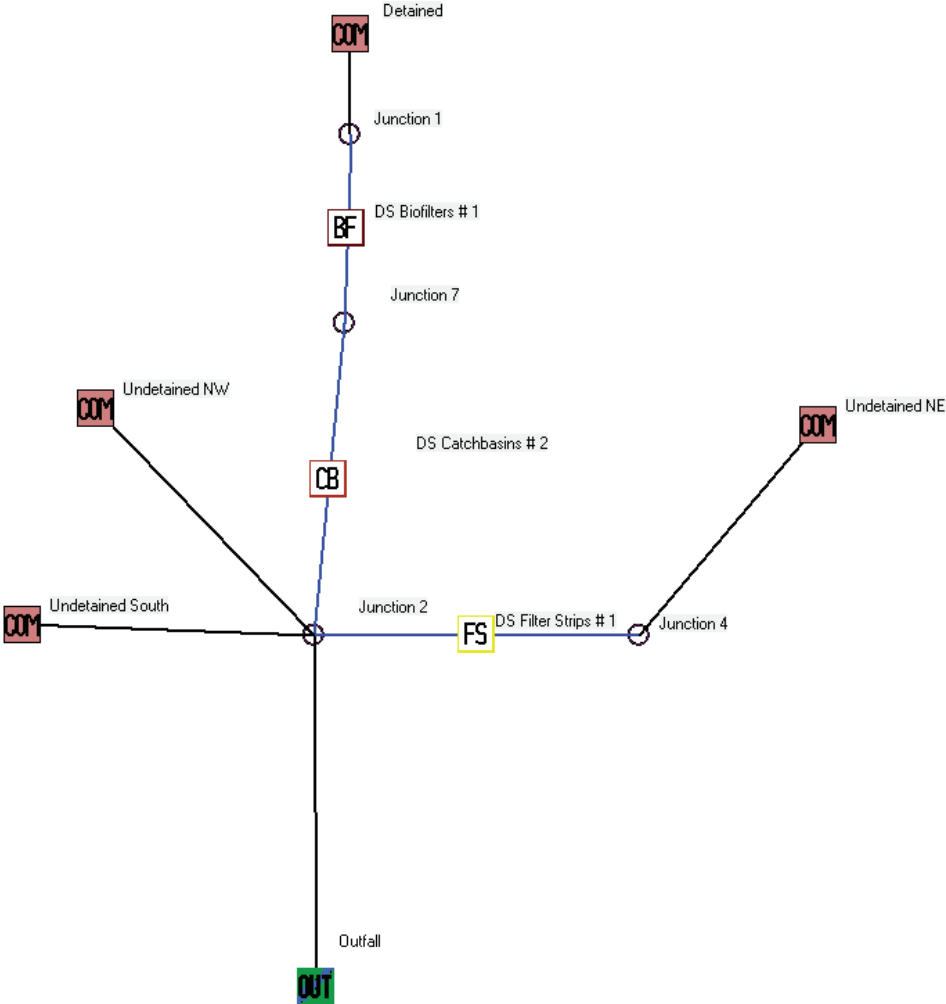 Detained
COM
Junction 1
DS Biofilters # 1
BF
Junction 7
Undetained NW
COM
Undetained NE
COM
DS Catchbasins # 2
CB
Undetained South
COM
Junction 2
DS Filter Strips # 1
FS
Junction 4
Outfall
OUT